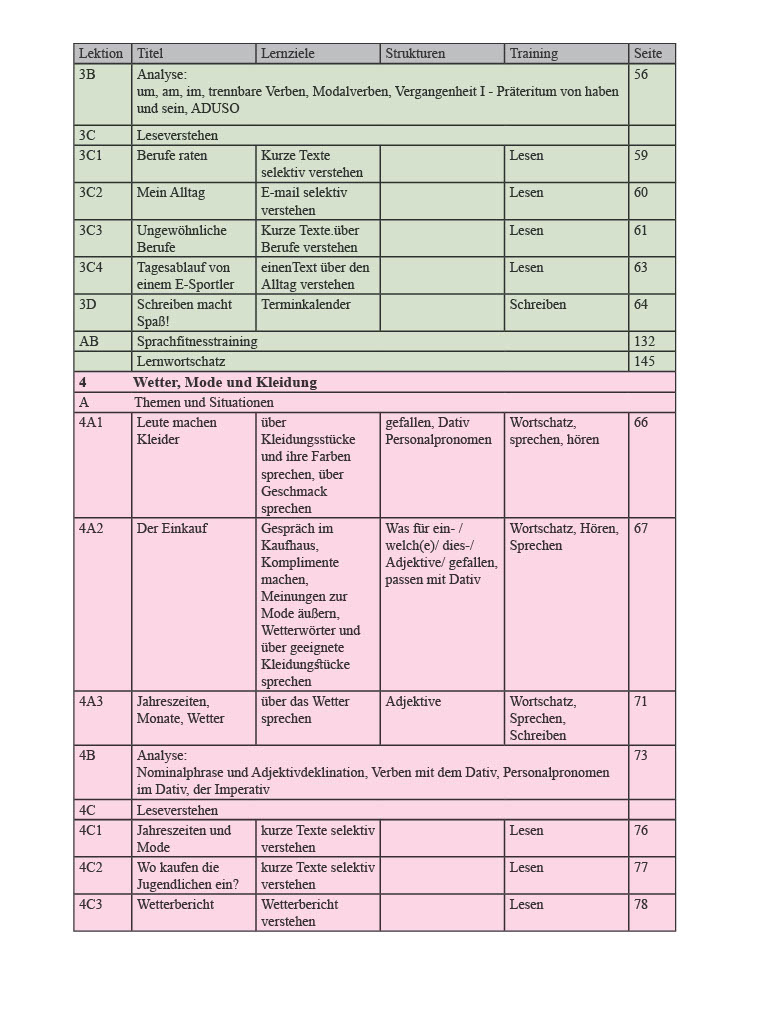 Lektion Titel Lernziele Strukturen Training Seite
3B Analyse: 56
um, am, im, trennbare Verben, Modalverben, Vergangenheit I - Präteritum von haben
und sein, ADUSO
3C Leseverstehen
3C1 Berufe raten Kurze Texte Lesen 59
selektiv verstehen
3C2 Mein Alltag E-mail selektiv Lesen 60
verstehen
3C3 Ungewöhnliche Kurze Texte.über Lesen 61
Berufe Berufe verstehen
3C4 Tagesablauf von einenText über den Lesen 63
einem E-Sportler Alltag verstehen
3D Schreiben macht Terminkalender Schreiben 64
Spaß!
AB Sprachfitnesstraining 132
Lernwortschatz 145
4 Wetter, Mode und Kleidung
A Themen und Situationen
4A1 Leute machen über gefallen, Dativ Wortschatz, 66
Kleider Kleidungsstücke Personalpronomen sprechen, hören
und ihre Farben
sprechen, über
Geschmack
sprechen
4A2 Der Einkauf Gespräch im Was für ein- / Wortschatz, Hören, 67
Kaufhaus, welch(e)/ dies-/ Sprechen
Komplimente Adjektive/ gefallen,
machen, passen mit Dativ
Meinungen zur
Mode äußern,
Wetterwörter und
über geeignete
Kleidungsstücke
sprechen
4A3 Jahreszeiten, über das Wetter Adjektive Wortschatz, 71
Monate, Wetter sprechen Sprechen,
Schreiben
4B Analyse: 73
Nominalphrase und Adjektivdeklination, Verben mit dem Dativ, Personalpronomen
im Dativ, der Imperativ
4C Leseverstehen
4C1 Jahreszeiten und kurze Texte selektiv Lesen 76
Mode verstehen
4C2 Wo kaufen die kurze Texte selektiv Lesen 77
Jugendlichen ein? verstehen
4C3 Wetterbericht Wetterbericht Lesen 78
verstehen